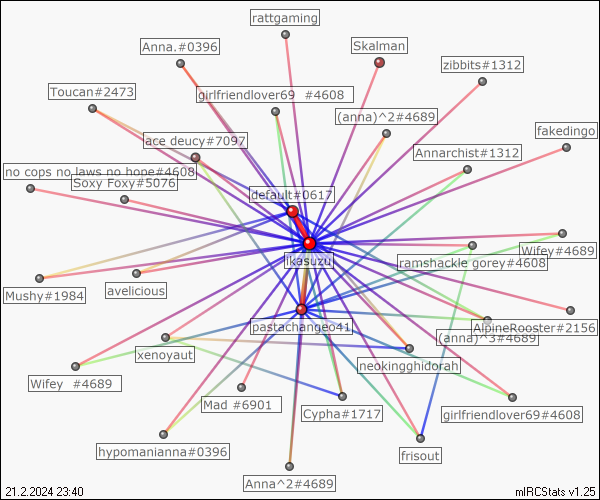 rattgaming
Anna.#0396
Skalman
zibbits#1312
Toucan#2473
girlfriendlover69 #4608
(anna)^2#4689
fakedingo
ace deucy#7097
Annarchist#1312
no cops no laws no hope#4608
Soxy Foxy#5076
default#0617
Wifey#4689
ikasuzu
ramshackle gorey#4608
Mushy#1984
avelicious
pastachangeo41
AlpineRooster#2156
(anna)^3#4689
xenoyaut
neokingghidorah
Wifey #4689
Mad #6901
Cypha#1717
girlfriendlover69#4608
hypomanianna#0396
frisout
Anna^2#4689
21.2.2024 23:40
mIRCStats v1.25